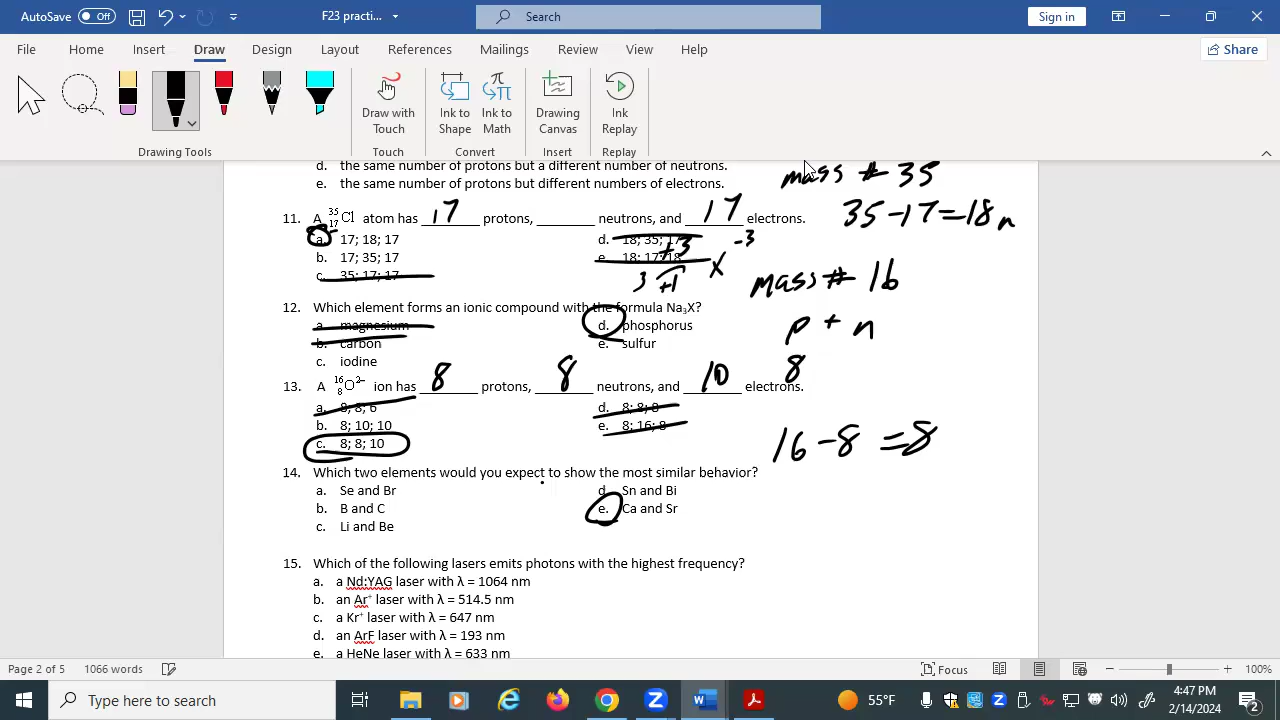 AutoSave Off F23 practi... Search Sign in
File Home Insert Draw Design Layout References Mailings Review View Help Share
Draw with Touch Ink to Shape Ink to Math Drawing Canvas Ink Replay
Drawing Tools Touch Convert Insert Replay
d. the same number of protons but a different number of neutrons.
e. the same number of protons but different numbers of electrons.
mass # 35
35-17=18n
11. A 35 17 Cl atom has 17 protons, ________ neutrons, and 17 electrons.
a. 17; 18; 17 d. 18; 35; 17
b. 17; 35; 17 e. 18; 17; 18
c. 35; 17; 17
+3 -3
3 +1 X
mass # 16
p + n
8
12. Which element forms an ionic compound with the formula Na3X?
a. magnesium d. phosphorus
b. carbon e. sulfur
c. iodine
13. A 16 8 O2− ion has 8 protons, 8 neutrons, and 10 electrons.
a. 8; 8; 6 d. 8; 8; 8
b. 8; 10; 10 e. 8; 16; 8
c. 8; 8; 10
16-8=8
14. Which two elements would you expect to show the most similar behavior?
a. Se and Br d. Sn and Bi
b. B and C e. Ca and Sr
c. Li and Be
15. Which of the following lasers emits photons with the highest frequency?
a. a Nd:YAG laser with λ = 1064 nm
b. an Ar+ laser with λ = 514.5 nm
c. a Kr+ laser with λ = 647 nm
d. an ArF laser with λ = 193 nm
e. a HeNe laser with λ = 633 nm
Page 2 of 5 1066 words Focus 100%
Type here to search 55°F 4:47 PM
2/14/2024 2